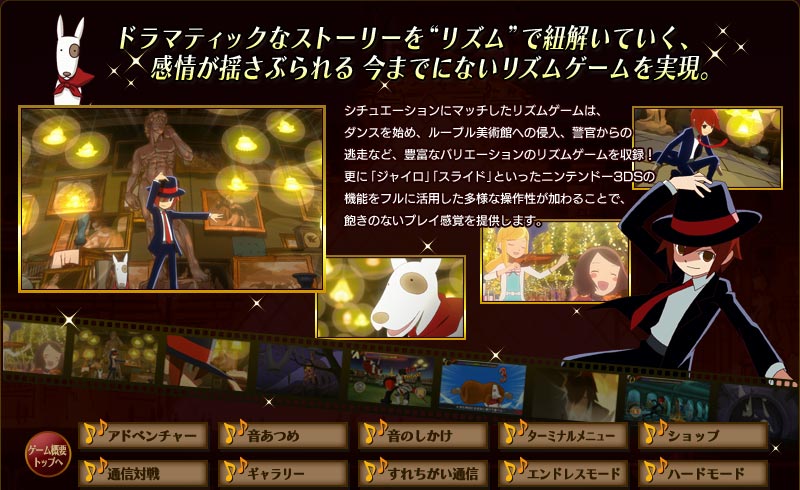 ドラマティックなストーリーを“リズム”で紐解いていく、
感情が揺さぶられる 今までにないリズムゲームを実現。
シチュエーションにマッチしたリズムゲームは、
ダンスを始め、ルーブル美術館への侵入、警官からの
逃走など、豊富なバリエーションのリズムゲームを収録！
更に「ジャイロ」「スライド」といったニンテンドー3DSの
機能をフルに活用した多様な操作性が加わることで、
飽きのないプレイ感覚を提供します。
ゲーム概要
トップへ
アドベンチャー
音あつめ
音のしかけ
ターミナルメニュー
ショップ
通信対戦
ギャラリー
すれちがい通信
エンドレスモード
ハードモード